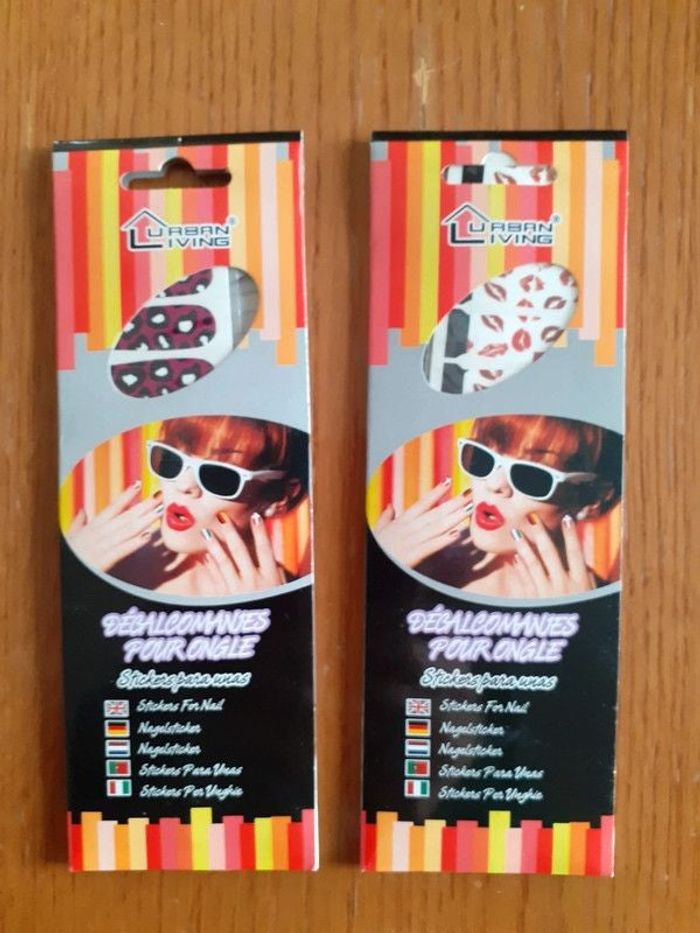 URBAN LIVING®
DÉCALCOMANIES
POUR ONGLE
Stickers para unas
Stickers For Nail
Nagelsticker
Nagelsticker
Stickers Para Unas
Stickers Per Unghie
URBAN LIVING®
DÉCALCOMANIES
POUR ONGLE
Stickers para unas
Stickers For Nail
Nagelsticker
Nagelsticker
Stickers Para Unas
Stickers Per Unghie